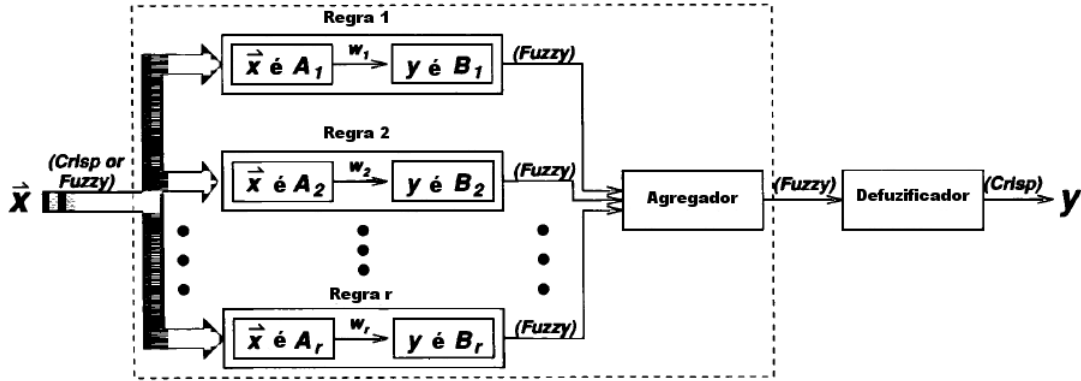 Regra 1
x⃗ é A₁
w₁
y é B₁
(Fuzzy)
Regra 2
x⃗ é A₂
w₂
y é B₂
(Fuzzy)
(Crisp or
Fuzzy)
x⃗
Agregador
(Fuzzy)
Defuzificador
(Crisp)
y
Regra r
x⃗ é Aᵣ
wᵣ
y é Bᵣ
(Fuzzy)